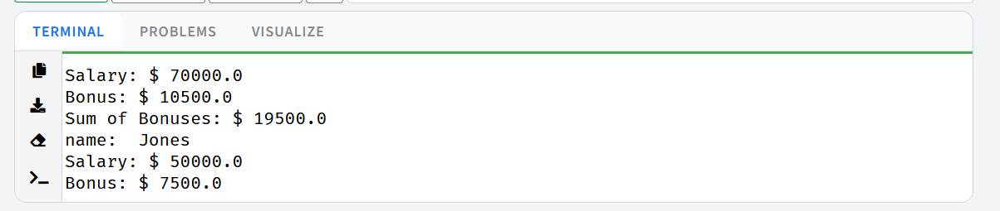 TERMINAL PROBLEMS VISUALIZE
Salary: $ 70000.0
Bonus: $ 10500.0
Sum of Bonuses: $ 19500.0
name:  Jones
Salary: $ 50000.0
Bonus: $ 7500.0